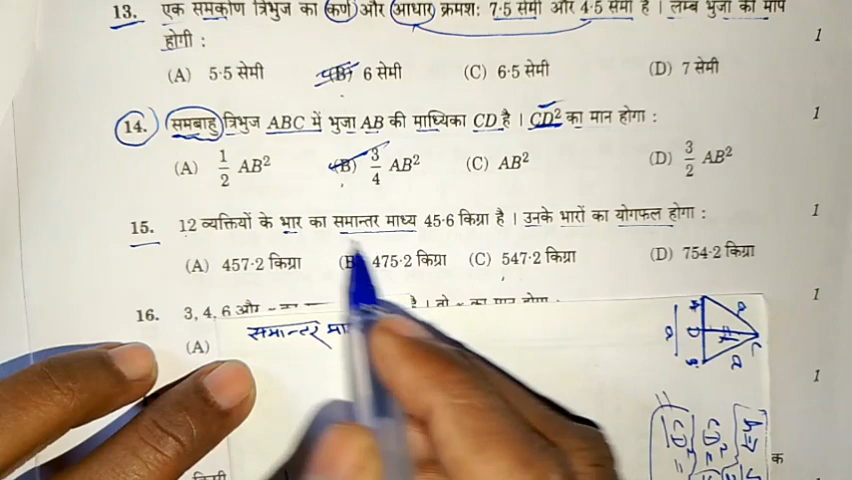 13. एक समकोण त्रिभुज का कर्ण और आधार क्रमशः 7·5 सेमी और 4·5 सेमी है । लम्ब भुजा की माप
होगी : 1
(A) 5·5 सेमी (B) 6 सेमी (C) 6·5 सेमी (D) 7 सेमी
14. समबाहु त्रिभुज ABC में भुजा AB की माध्यिका CD है । CD² का मान होगा : 1
(A) 1/2 AB² (B) 3/4 AB² (C) AB² (D) 3/2 AB²
15. 12 व्यक्तियों के भार का समान्तर माध्य 45·6 किग्रा है । उनके भारों का योगफल होगा : 1
(A) 457·2 किग्रा (B) 475·2 किग्रा (C) 547·2 किग्रा (D) 754·2 किग्रा
16. 3, 4, 6 और है । तो का मान होगा : 1
(A) समान्तर मा
1
क